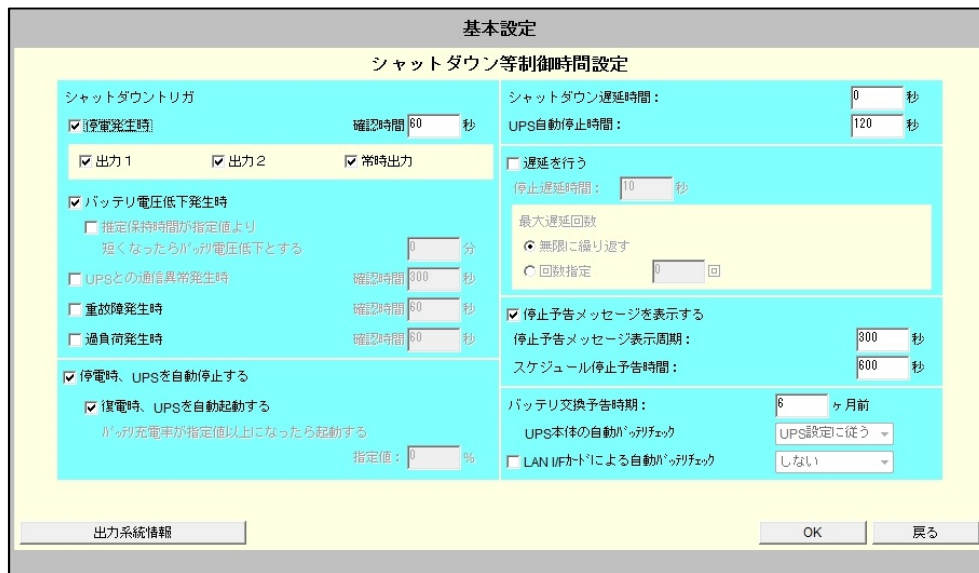 基本設定
シャットダウン等制御時間設定
シャットダウントリガ
停電発生時 確認時間 60 秒
出力1 出力2 常時出力
バッテリ電圧低下発生時
推定保持時間が指定値より
短くなったらﾊﾞｯﾃﾘ電圧低下とする 0 分
UPSとの通信異常発生時 確認時間 300 秒
重故障発生時 確認時間 60 秒
過負荷発生時 確認時間 60 秒
停電時、UPSを自動停止する
復電時、UPSを自動起動する
ﾊﾞｯﾃﾘ充電率が指定値以上になったら起動する
指定値： 0 %
シャットダウン遅延時間： 0 秒
UPS自動停止時間： 120 秒
遅延を行う
停止遅延時間： 10 秒
最大遅延回数
無限に繰り返す
回数指定 0 回
停止予告メッセージを表示する
停止予告メッセージ表示周期： 300 秒
スケジュール停止予告時間： 600 秒
バッテリ交換予告時期： 6 ヶ月前
UPS本体の自動ﾊﾞｯﾃﾘﾁｪｯｸ UPS設定に従う
LAN I/Fｶｰﾄﾞによる自動ﾊﾞｯﾃﾘﾁｪｯｸ しない
出力系統情報 OK 戻る